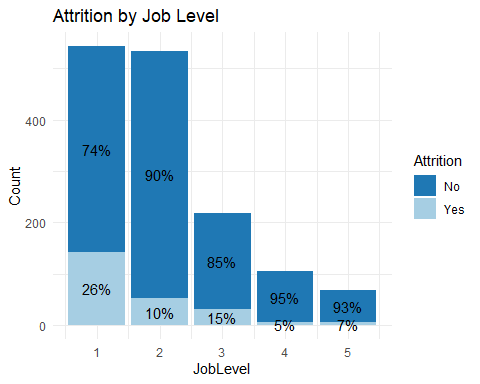 Attrition by Job Level
Count
400
200
0
74%
90%
85%
95%
93%
26%
10%
15%
5%
7%
1 2 3 4 5
JobLevel
Attrition
No
Yes